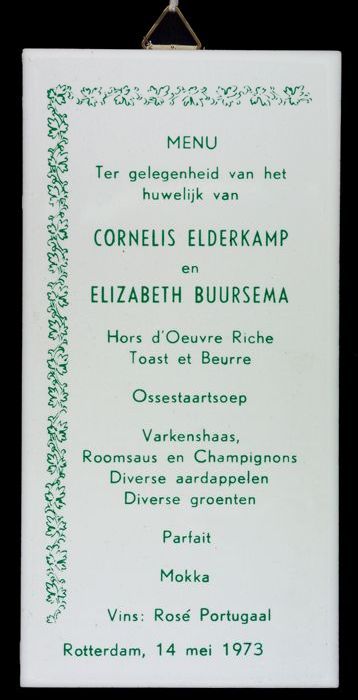 MENU
Ter gelegenheid van het
huwelijk van
CORNELIS ELDERKAMP
en
ELIZABETH BUURSEMA
Hors d'Oeuvre Riche
Toast et Beurre
Ossestaartsoep
Varkenshaas,
Roomsaus en Champignons
Diverse aardappelen
Diverse groenten
Parfait
Mokka
Vins: Rosé Portugaal
Rotterdam, 14 mei 1973